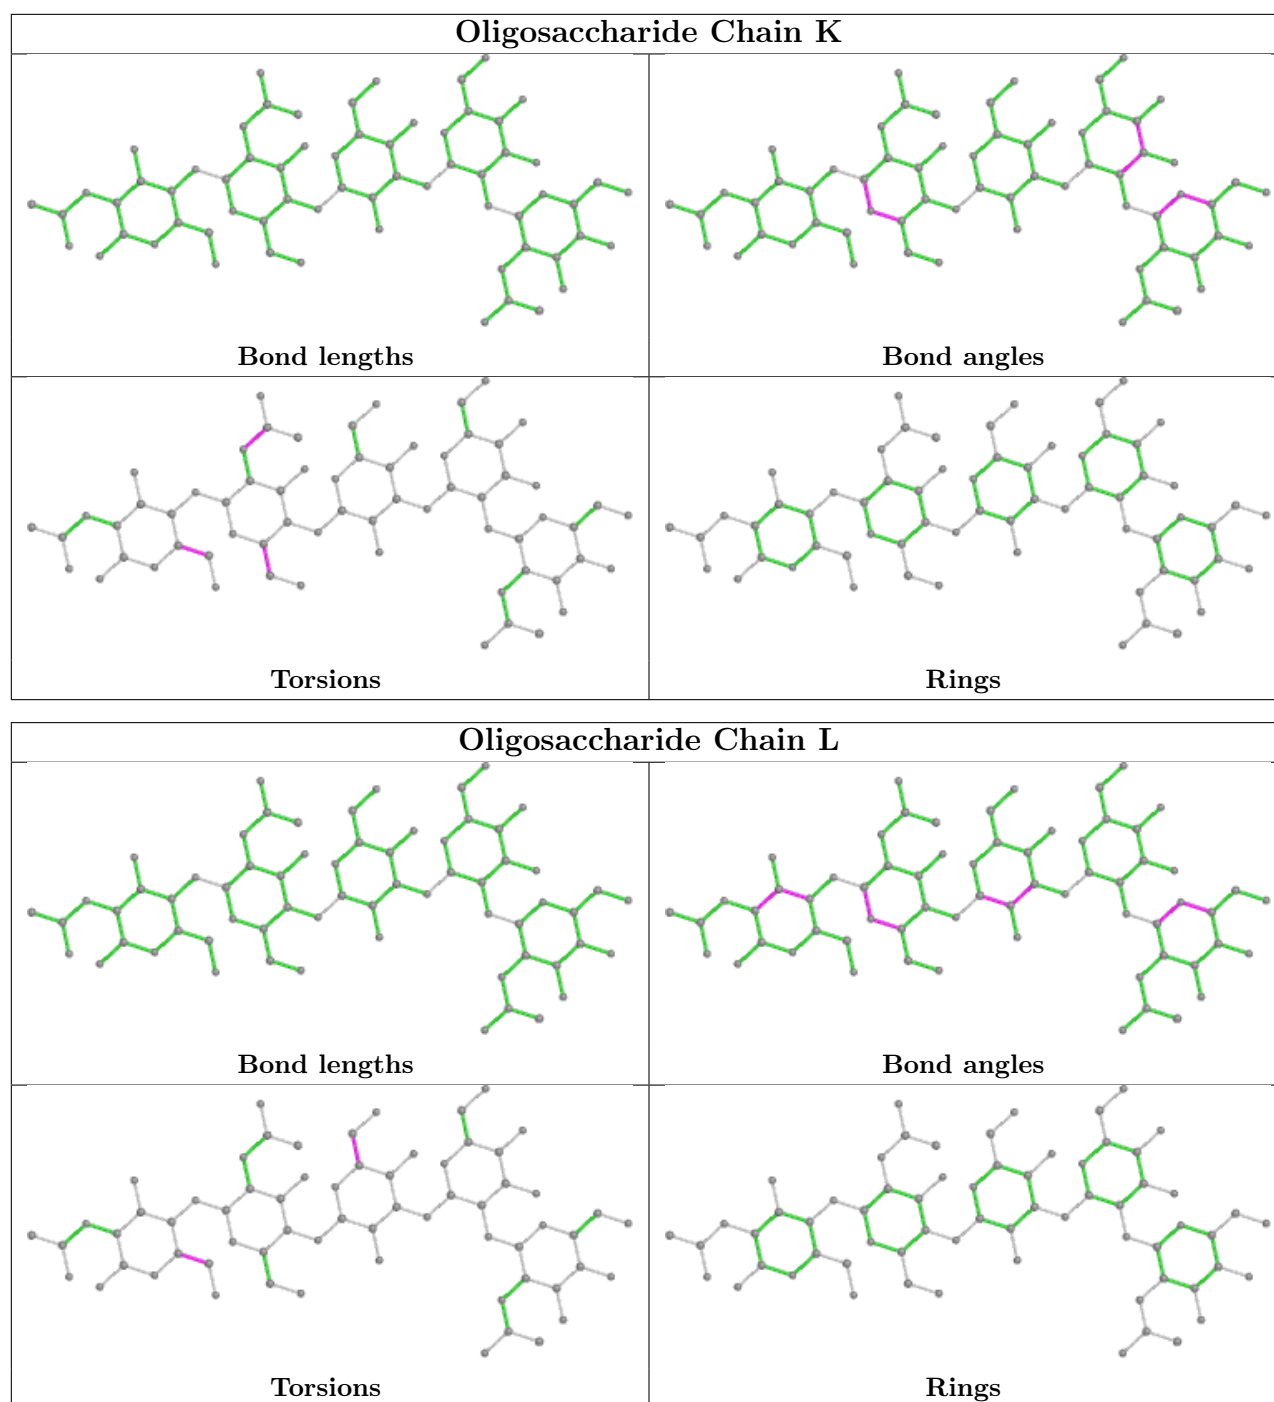 Oligosaccharide Chain K
Bond lengths
Bond angles
Torsions
Rings
Oligosaccharide Chain L
Bond lengths
Bond angles
Torsions
Rings